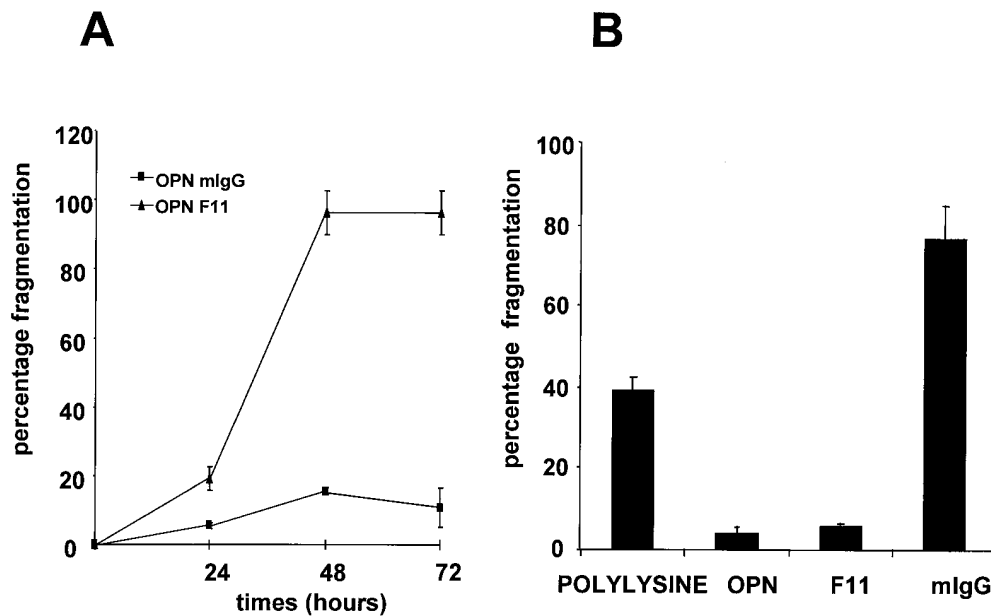 A
percentage fragmentation
120
100
80
60
40
20
0
OPN mIgG
OPN F11
24
48
72
times (hours)
B
percentage fragmentation
100
80
60
40
20
0
POLYLYSINE
OPN
F11
mIgG